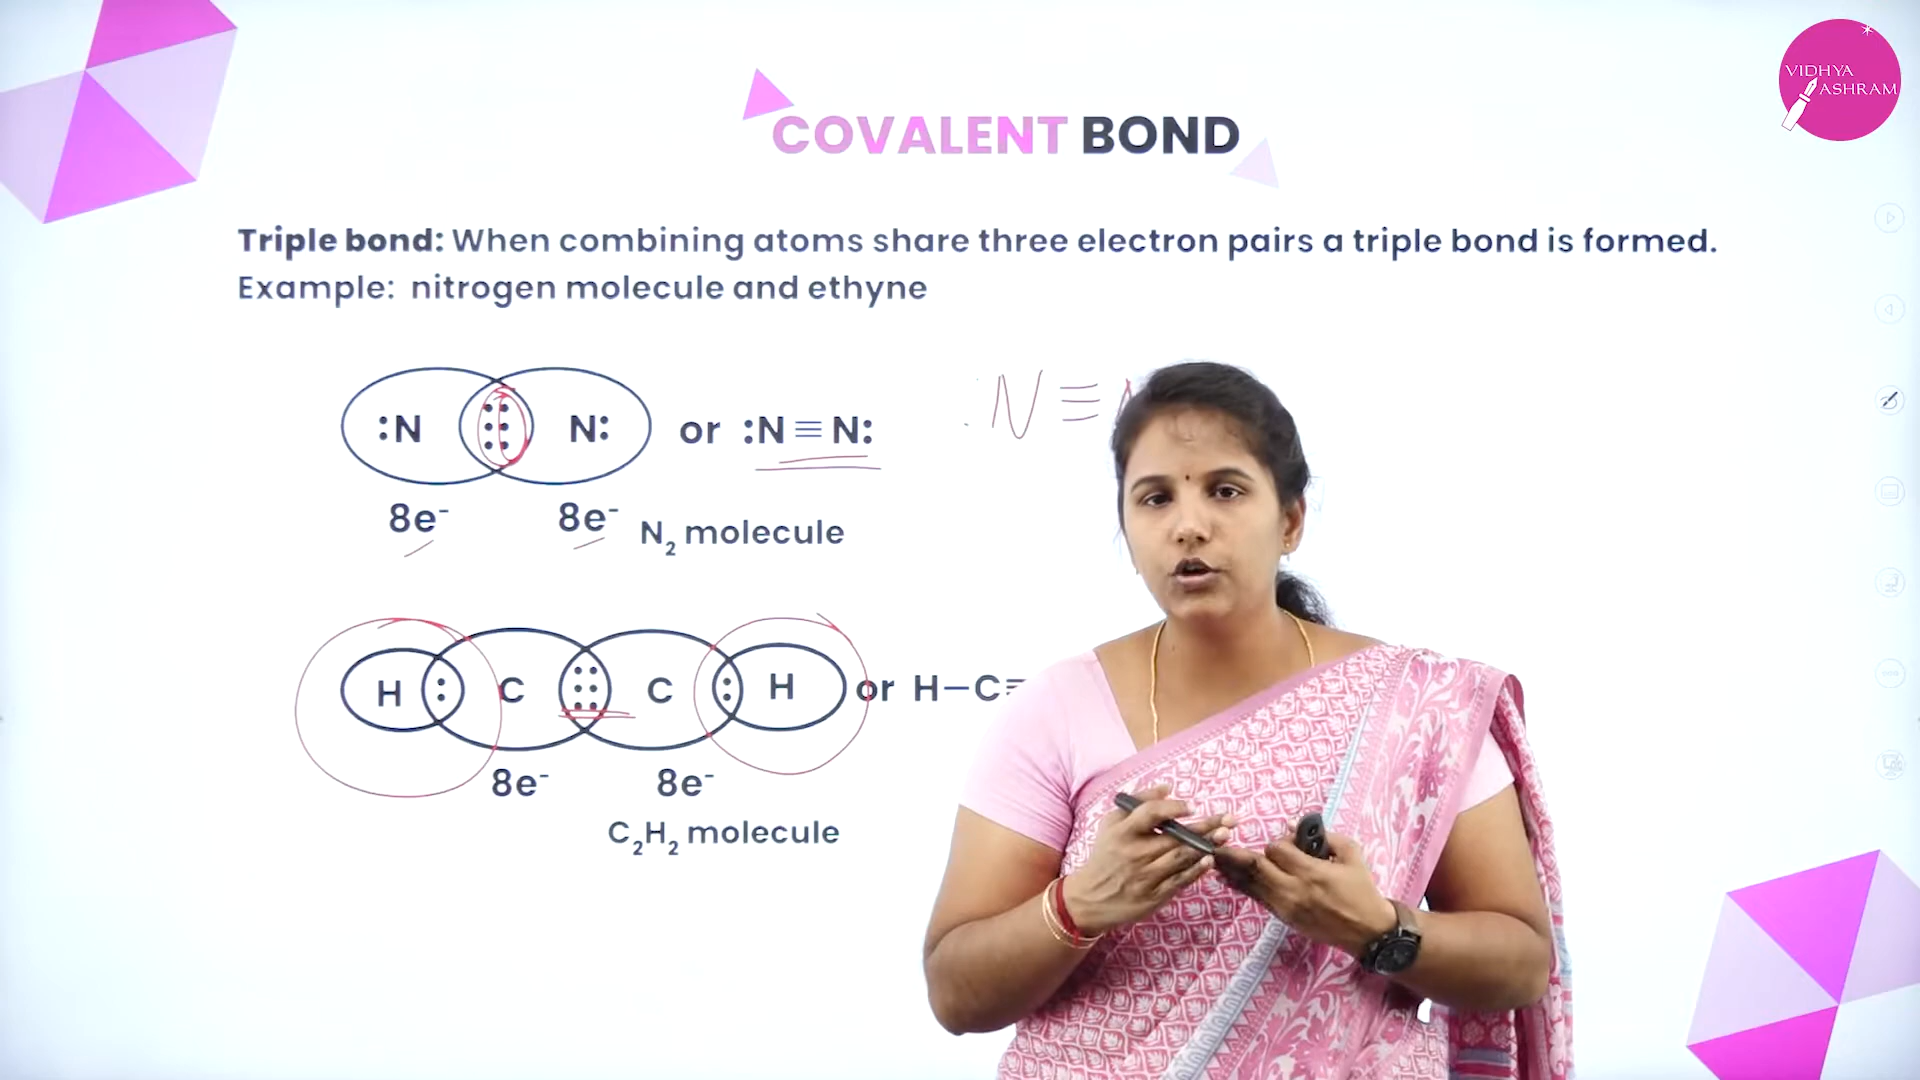 VIDHYA
ASHRAM
COVALENT BOND
Triple bond: When combining atoms share three electron pairs a triple bond is formed.
Example: nitrogen molecule and ethyne
:N ⋮⋮ N: or :N ≡ N: :N ≡
8e⁻ 8e⁻ N₂ molecule
H : C ⋮⋮ C : H or H–C≡
8e⁻ 8e⁻
C₂H₂ molecule